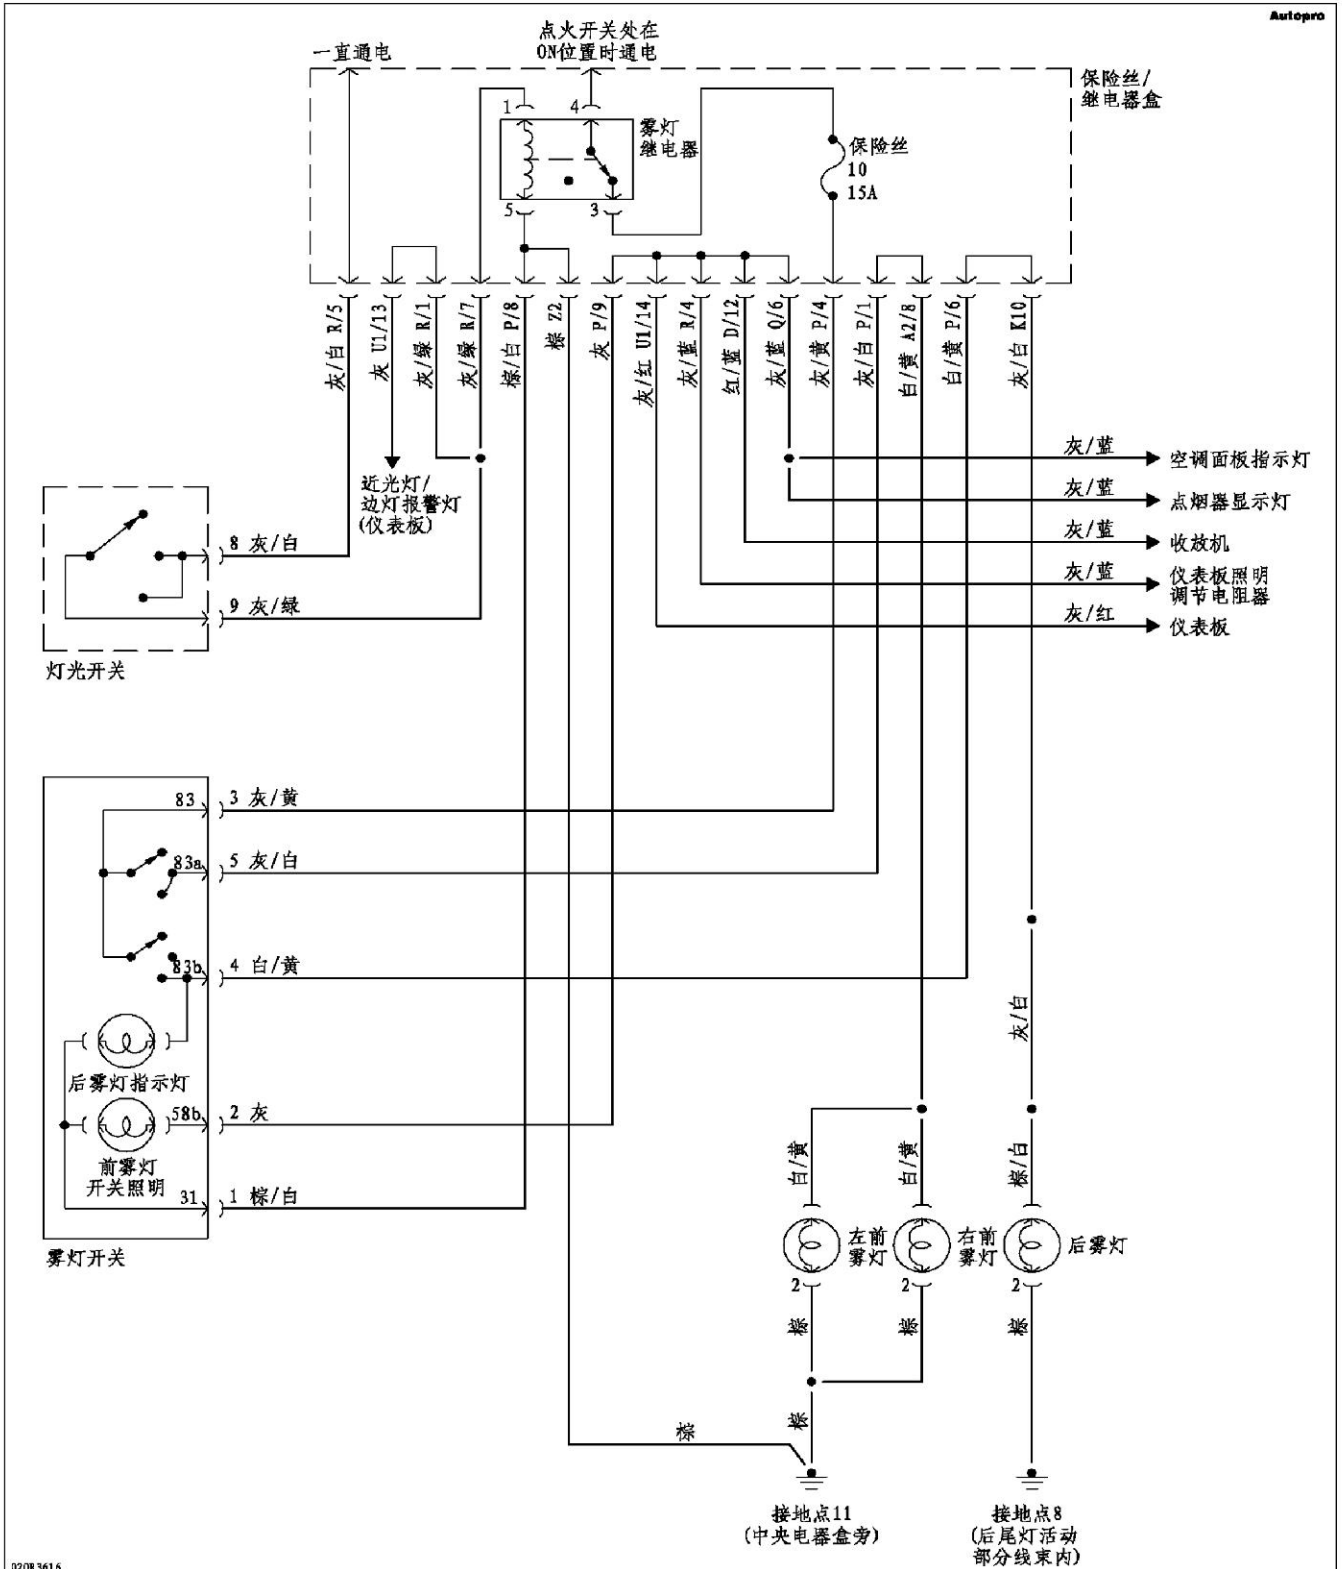 Autopro
一直通电
点火开关处在
ON位置时通电
保险丝/
继电器盒
1
4
雾灯
继电器
保险丝
10
15A
5
3
灰/白 R/5
灰 U1/13
灰/绿 R/1
灰/绿 R/7
棕/白 P/8
棕 Z2
灰 P/9
灰/红 U1/14
灰/蓝 R/4
红/蓝 D/12
灰/蓝 Q/6
灰/黄 P/4
灰/白 P/1
白/黄 A2/8
白/黄 P/6
灰/白 K10
近光灯/
边灯报警灯
(仪表板)
灰/蓝
空调面板指示灯
灰/蓝
点烟器显示灯
灰/蓝
收放机
灰/蓝
仪表板照明
调节电阻器
灰/红
仪表板
8 灰/白
9 灰/绿
灯光开关
83
3 灰/黄
83a
5 灰/白
83b
4 白/黄
后雾灯指示灯
58b
2 灰
前雾灯
开关照明
31
1 棕/白
雾灯开关
灰/白
白/黄
白/黄
棕/白
左前
雾灯
右前
雾灯
后雾灯
2
2
2
棕
棕
棕
棕
棕
接地点11
(中央电器盒旁)
接地点8
(后尾灯活动
部分线束内)
020R3616